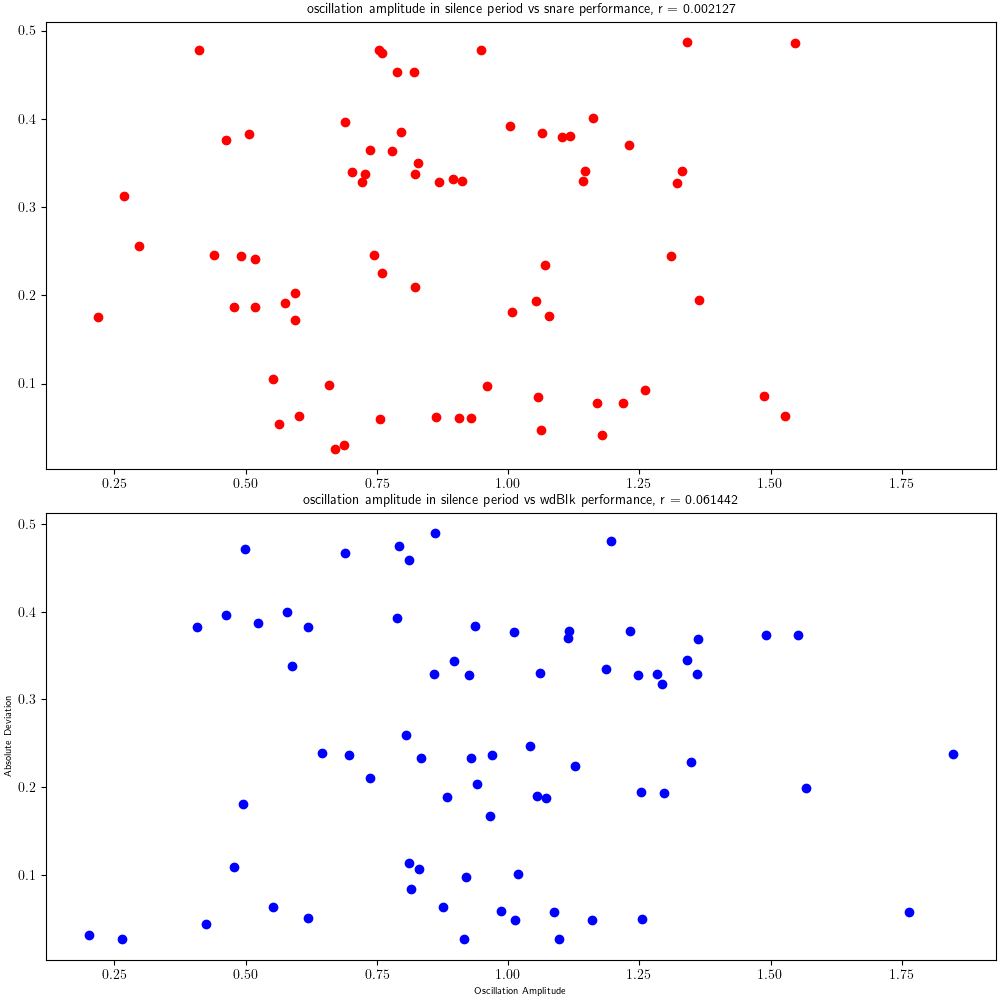 oscillation amplitude in silence period vs snare performance, r = 0.002127
0.5
0.4
0.3
0.2
0.1
0.25 0.50 0.75 1.00 1.25 1.50 1.75
oscillation amplitude in silence period vs wdBlk performance, r = 0.061442
0.5
0.4
0.3
0.2
0.1
Absolute Deviation
0.25 0.50 0.75 1.00 1.25 1.50 1.75
Oscillation Amplitude